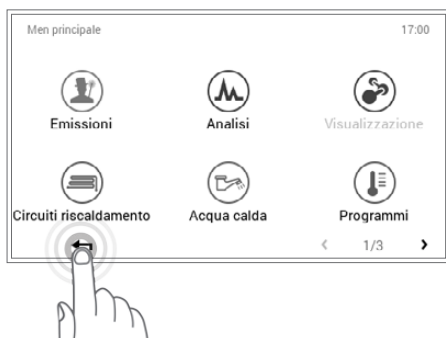 Men principale 17:00
Emissioni Analisi Visualizzazione
Circuiti riscaldamento Acqua calda Programmi
1/3